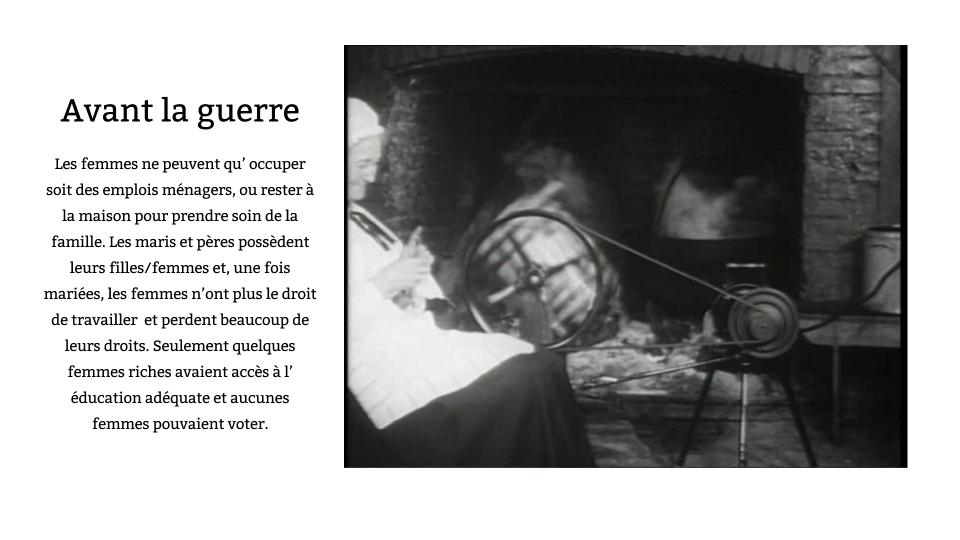 Avant la guerre
Les femmes ne peuvent qu’ occuper
soit des emplois ménagers, ou rester à
la maison pour prendre soin de la
famille. Les maris et pères possèdent
leurs filles/femmes et, une fois
mariées, les femmes n’ont plus le droit
de travailler  et perdent beaucoup de
leurs droits. Seulement quelques
femmes riches avaient accès à l’
éducation adéquate et aucunes
femmes pouvaient voter.